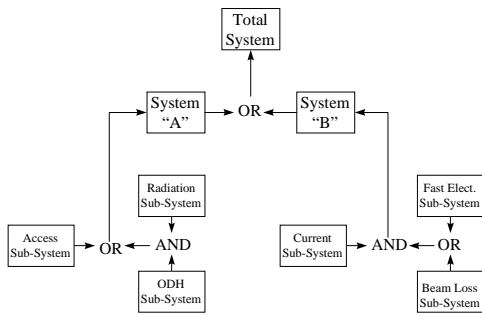 Total
System
System
"A"
OR
System
"B"
Radiation
Sub-System
Fast Elect.
Sub-System
Access
Sub-System
OR
AND
Current
Sub-System
AND
OR
ODH
Sub-System
Beam Loss
Sub-System